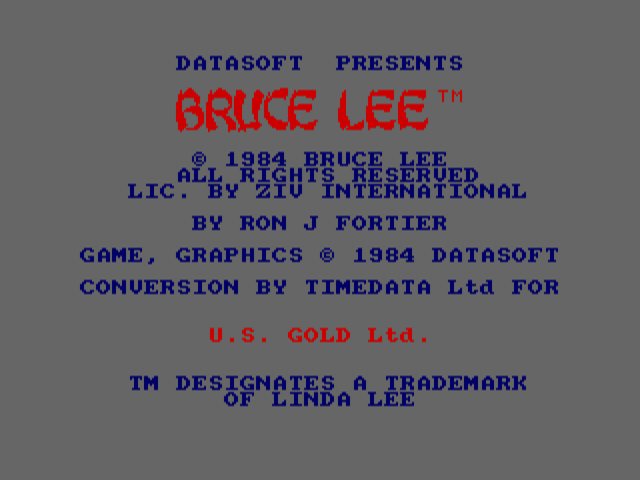 DATASOFT PRESENTS
BRUCE LEE™
© 1984 BRUCE LEE
ALL RIGHTS RESERVED
LIC. BY ZIV INTERNATIONAL
BY RON J FORTIER
GAME, GRAPHICS © 1984 DATASOFT
CONVERSION BY TIMEDATA Ltd FOR
U.S. GOLD Ltd.
TM DESIGNATES A TRADEMARK
OF LINDA LEE